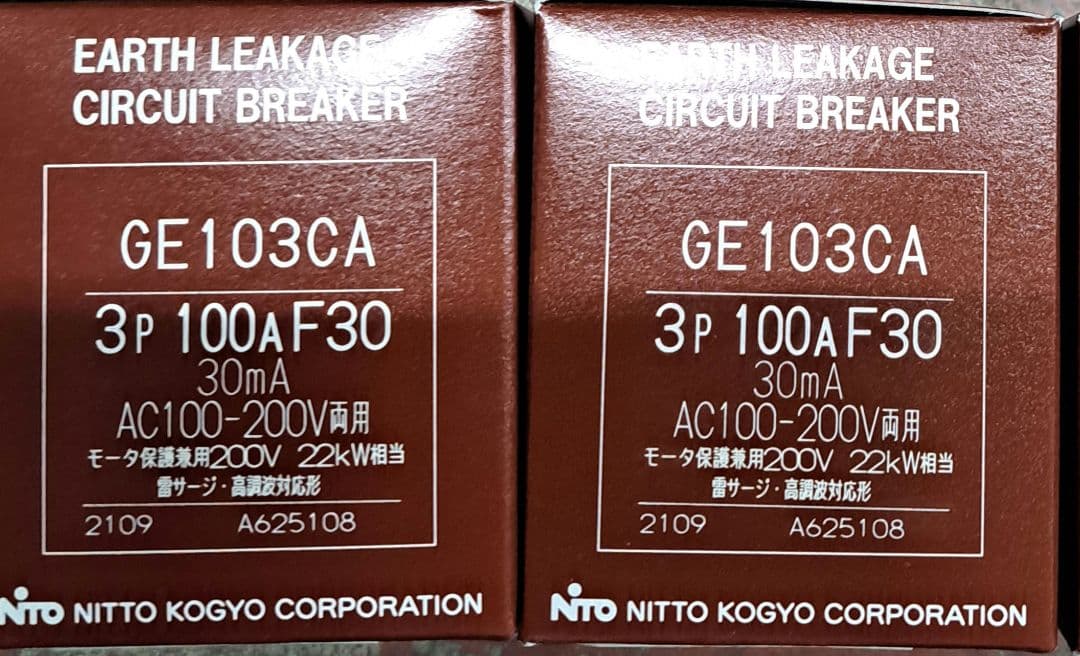 EARTH LEAKAGE
CIRCUIT BREAKER
GE103CA
3P 100AF30
30mA
AC100-200V両用
モータ保護兼用200V 22kW相当
雷サージ・高調波対応形
2109 A625108
NiTO NITTO KOGYO CORPORATION
EARTH LEAKAGE
CIRCUIT BREAKER
GE103CA
3P 100AF30
30mA
AC100-200V両用
モータ保護兼用200V 22kW相当
雷サージ・高調波対応形
2109 A625108
NiTO NITTO KOGYO CORPORATION